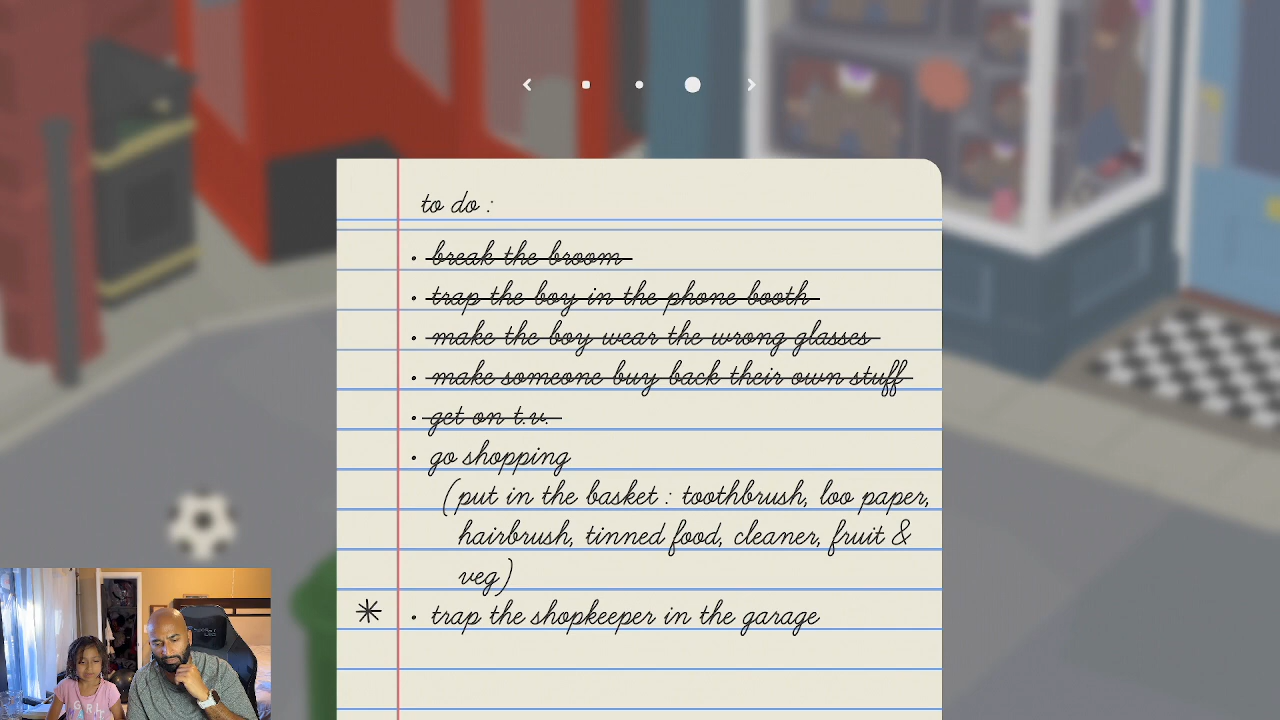 to do :
• break the broom
• trap the boy in the phone booth
• make the boy wear the wrong glasses
• make someone buy back their own stuff
• get on t.v.
• go shopping
(put in the basket : toothbrush, loo paper,
hairbrush, tinned food, cleaner, fruit &
veg)
• trap the shopkeeper in the garage